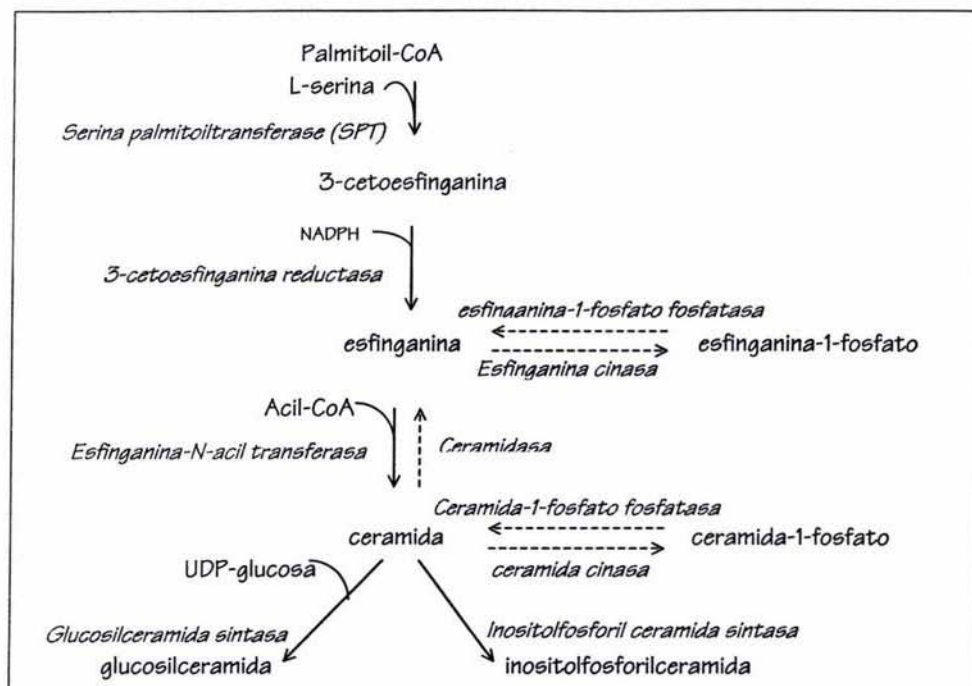 Palmitoil-CoA
L-serina
Serina palmitoiltransferase (SPT)
3-cetoesfinganina
NADPH
3-cetoesfinganina reductasa
esfinganina-1-fosfato fosfatasa
esfinganina esfinganina-1-fosfato
Esfinganina cinasa
Acil-CoA
Esfinganina-N-acil transferasa Ceramidasa
Ceramida-1-fosfato fosfatasa
ceramida ceramida-1-fosfato
UDP-glucosa ceramida cinasa
Glucosilceramida sintasa Inositolfosforil ceramida sintasa
glucosilceramida inositolfosforilceramida